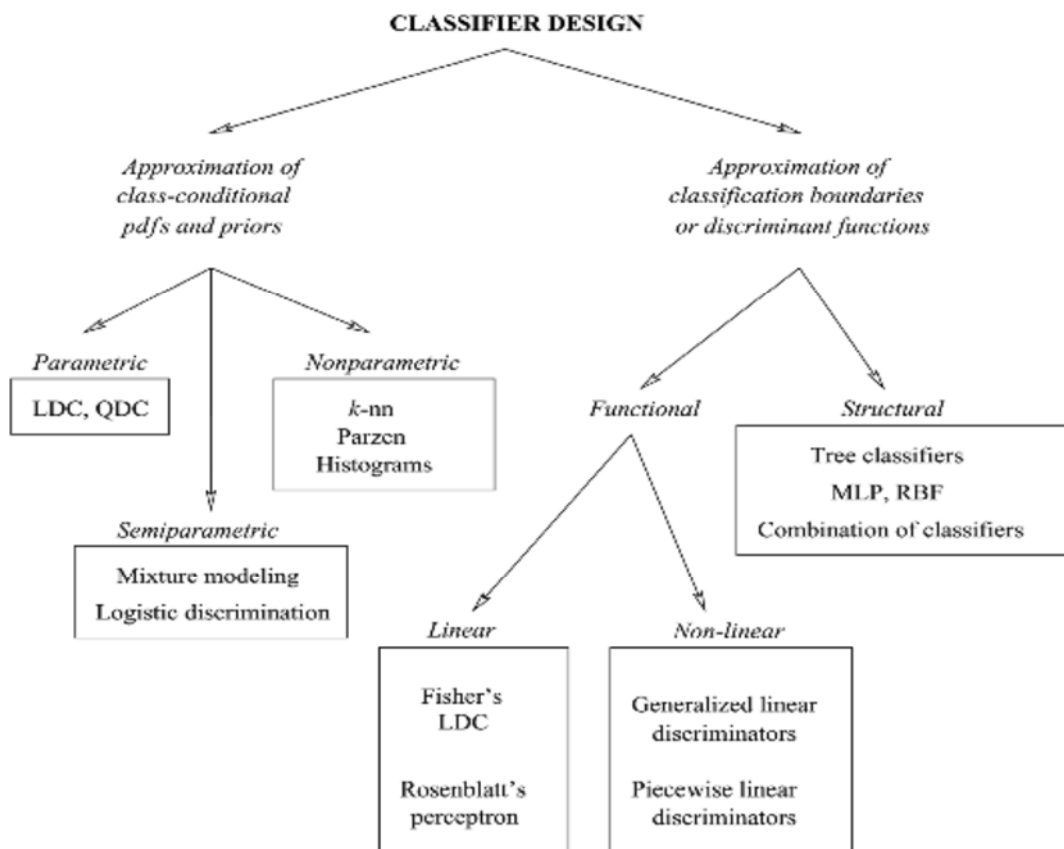 CLASSIFIER DESIGN
Approximation of
class-conditional
pdfs and priors
Approximation of
classification boundaries
or discriminant functions
Parametric
LDC, QDC
Nonparametric
k-nn
Parzen
Histograms
Semiparametric
Mixture modeling
Logistic discrimination
Functional
Structural
Tree classifiers
MLP, RBF
Combination of classifiers
Linear
Fisher's
LDC
Rosenblatt's
perceptron
Non-linear
Generalized linear
discriminators
Piecewise linear
discriminators